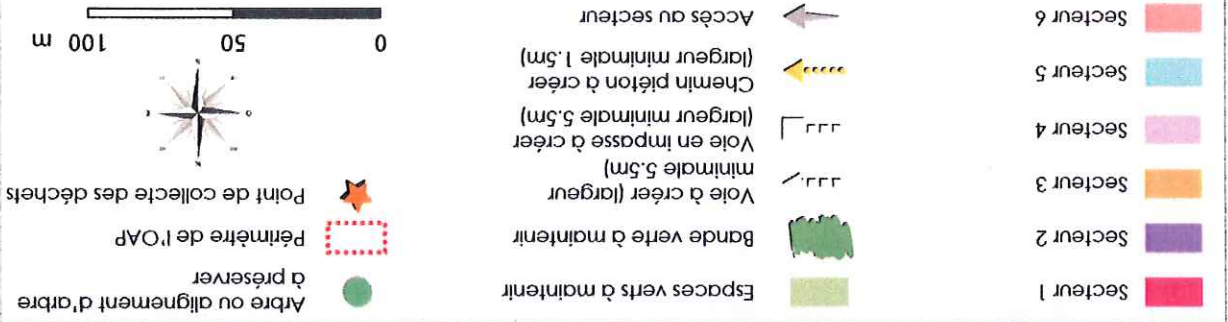 Secteur 1
Secteur 2
Secteur 3
Secteur 4
Secteur 5
Secteur 6
Espaces verts à maintenir
Bande verte à maintenir
Voie à créer (largeur
minimale 5.5m)
Voie en impasse à créer
(largeur minimale 5.5m)
Chemin piéton à créer
(largeur minimale 1.5m)
Accès au secteur
Arbre ou alignement d'arbre
à préserver
Périmètre de l'OAP
Point de collecte des déchets
0 50 100 m